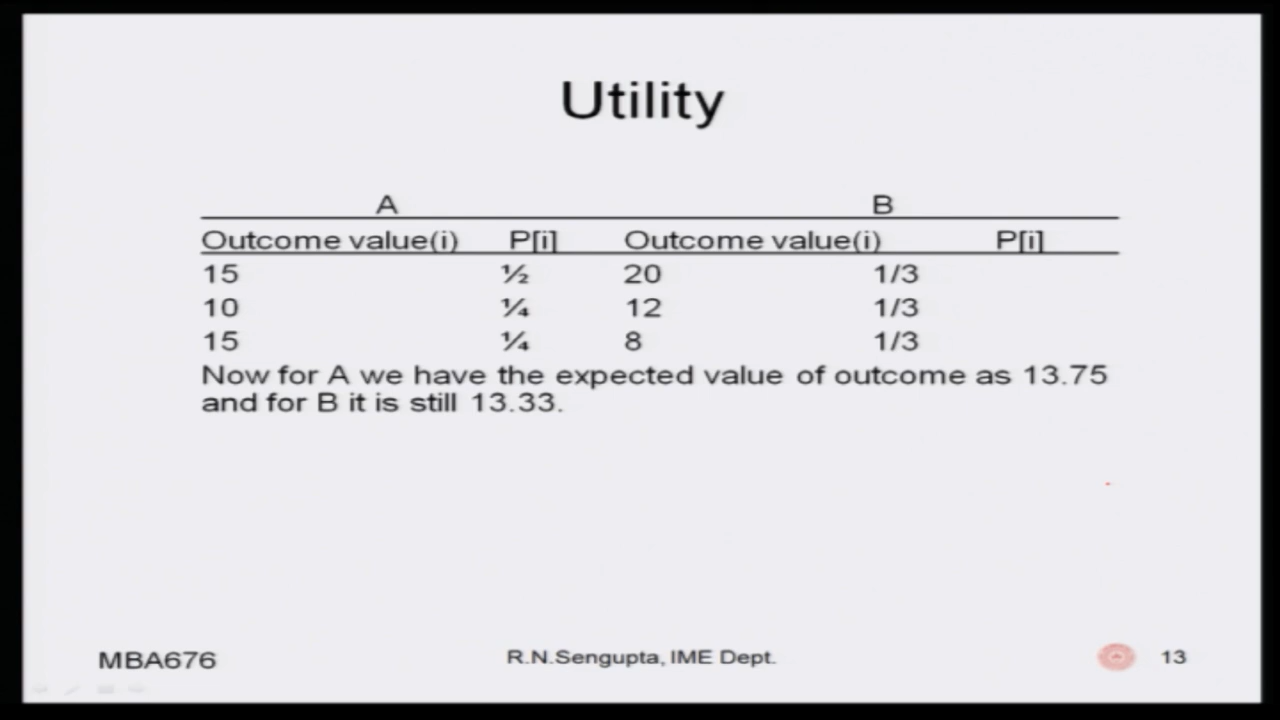 Utility
A B
Outcome value(i) P[i] Outcome value(i) P[i]
15 ½ 20 1/3
10 ¼ 12 1/3
15 ¼ 8 1/3
Now for A we have the expected value of outcome as 13.75
and for B it is still 13.33.
MBA676 R.N.Sengupta, IME Dept. 13